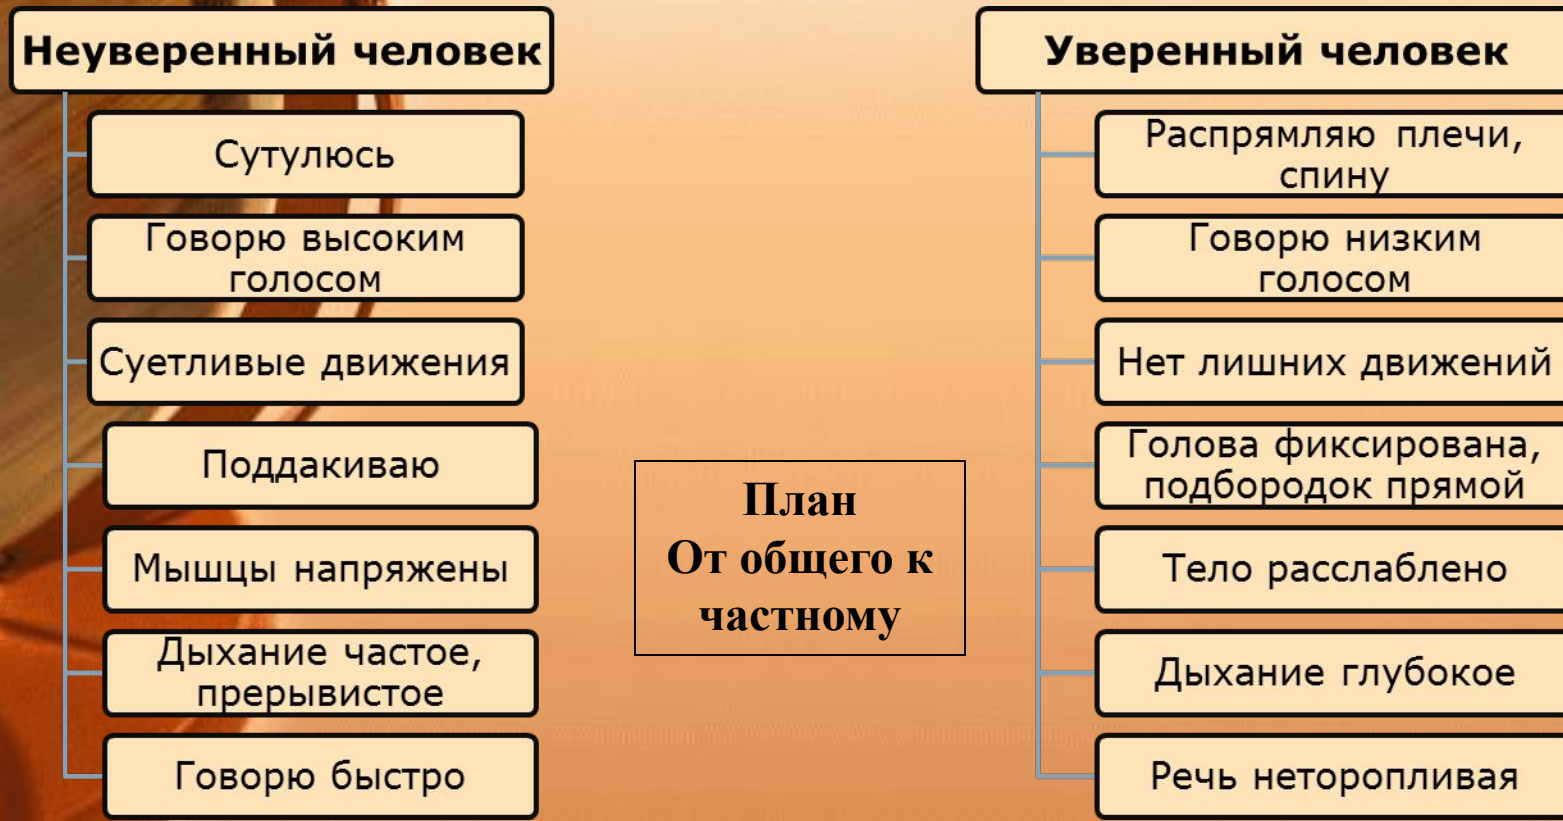 Неуверенный человек
Сутулюсь
Говорю высоким
голосом
Суетливые движения
Поддакиваю
Мышцы напряжены
Дыхание частое,
прерывистое
Говорю быстро
План
От общего к
частному
Уверенный человек
Распрямляю плечи,
спину
Говорю низким
голосом
Нет лишних движений
Голова фиксирована,
подбородок прямой
Тело расслаблено
Дыхание глубокое
Речь неторопливая